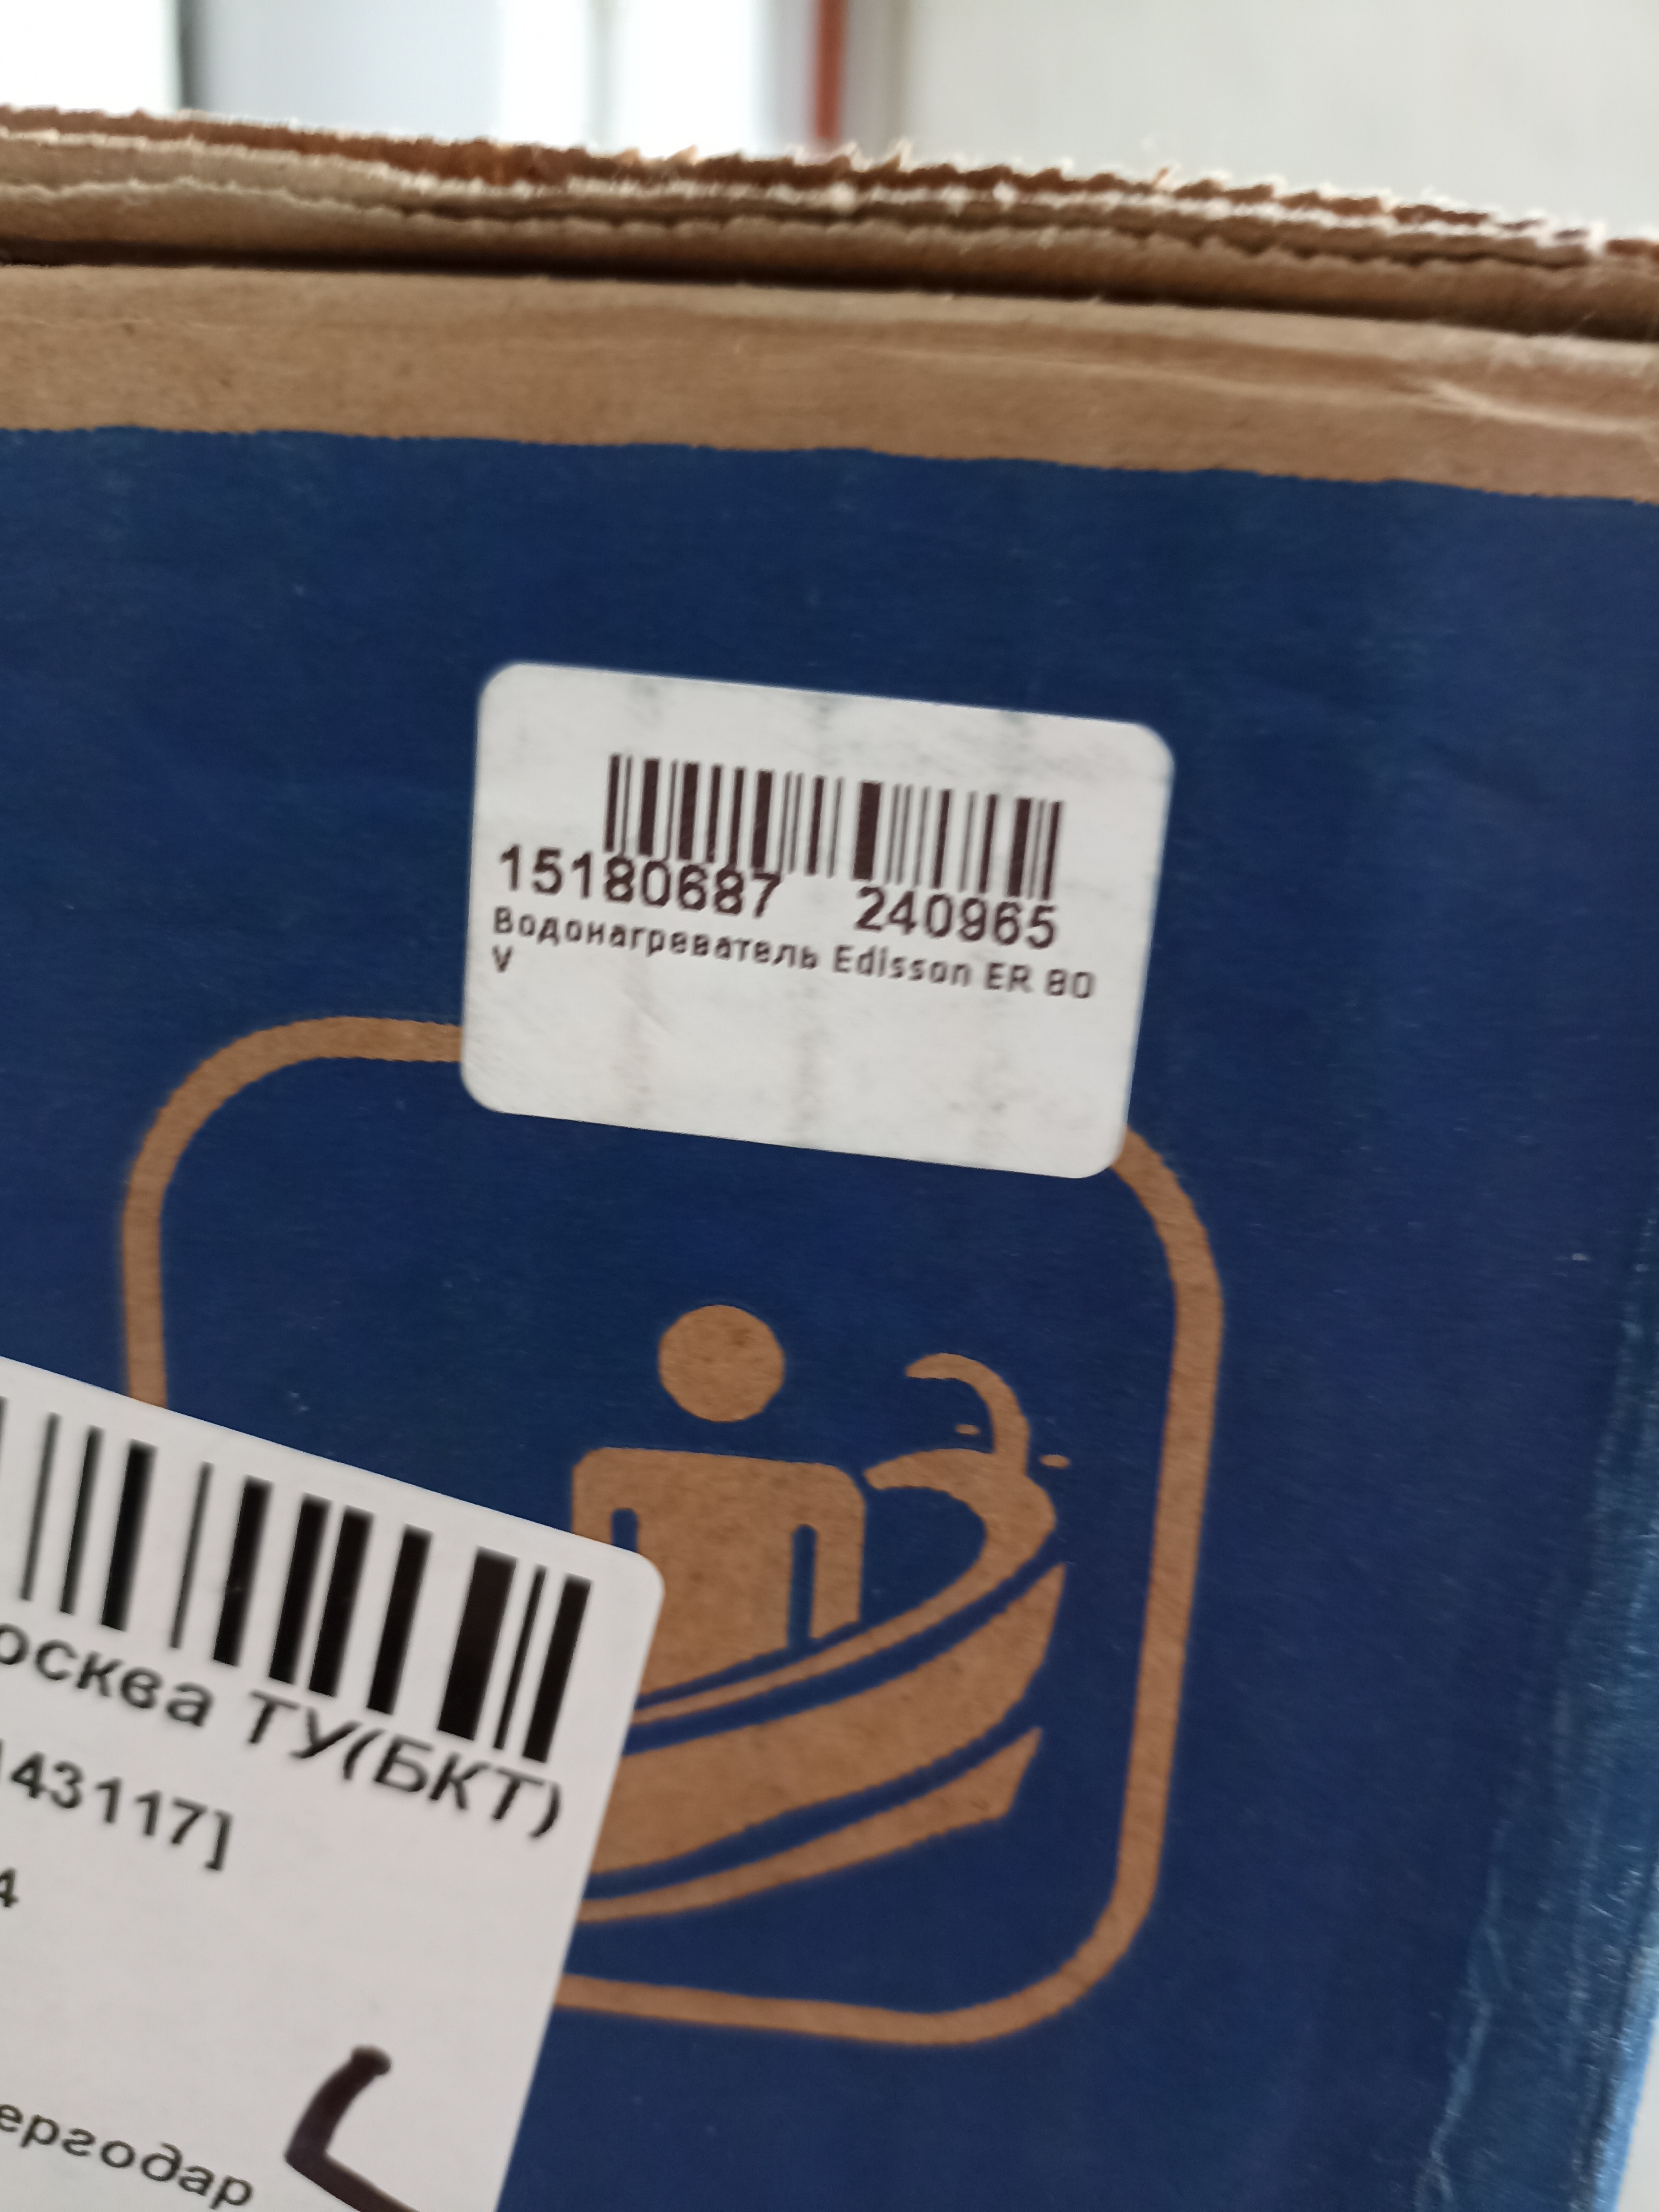 15180687 240965
Водонагреватель Edisson ER 80
V
осква ТУ(БКТ)
43117]
4
ергодар